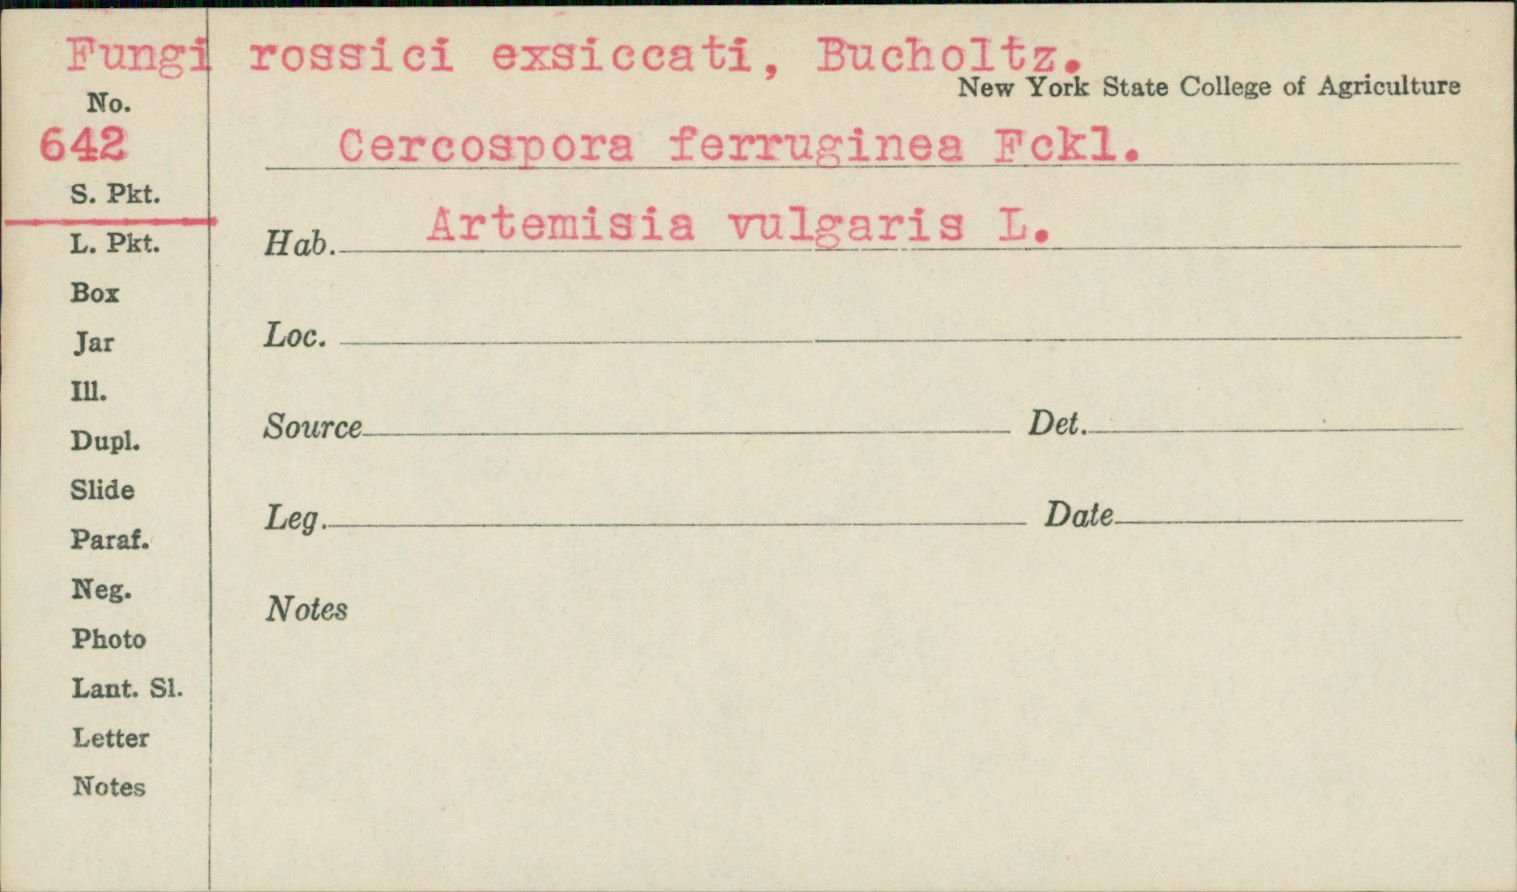 Fungi rossici exsiccati, Bucholtz.
New York State College of Agriculture
No.
642
Cercospora ferruginea Fckl.
S. Pkt.
Hab. Artemisia vulgaris L.
L. Pkt.
Box
Loc.
Jar
Ill.
Source Det.
Dupl.
Slide
Leg. Date
Paraf.
Neg.
Notes
Photo
Lant. Sl.
Letter
Notes